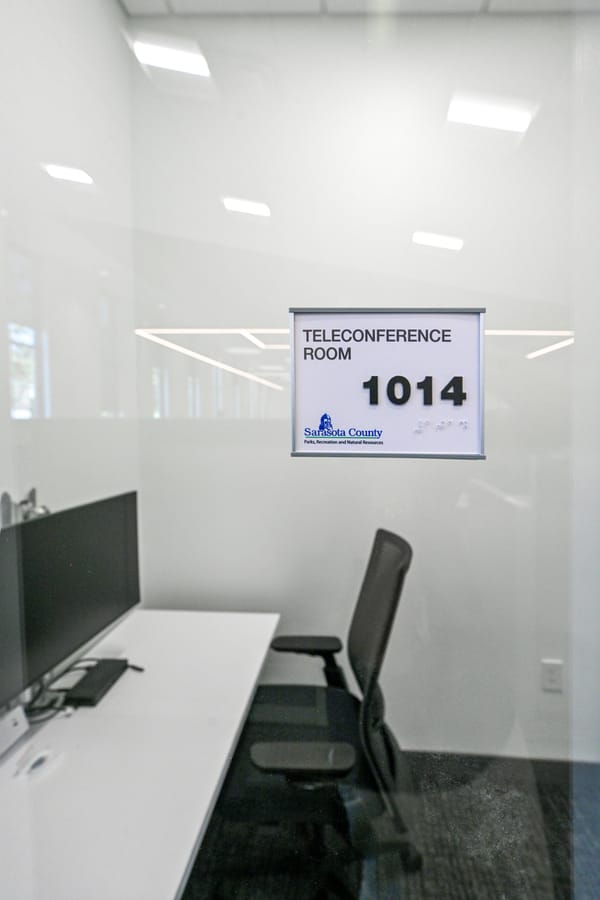 TELECONFERENCE
ROOM
1014
Sarasota County
Parks, Recreation and Natural Resources